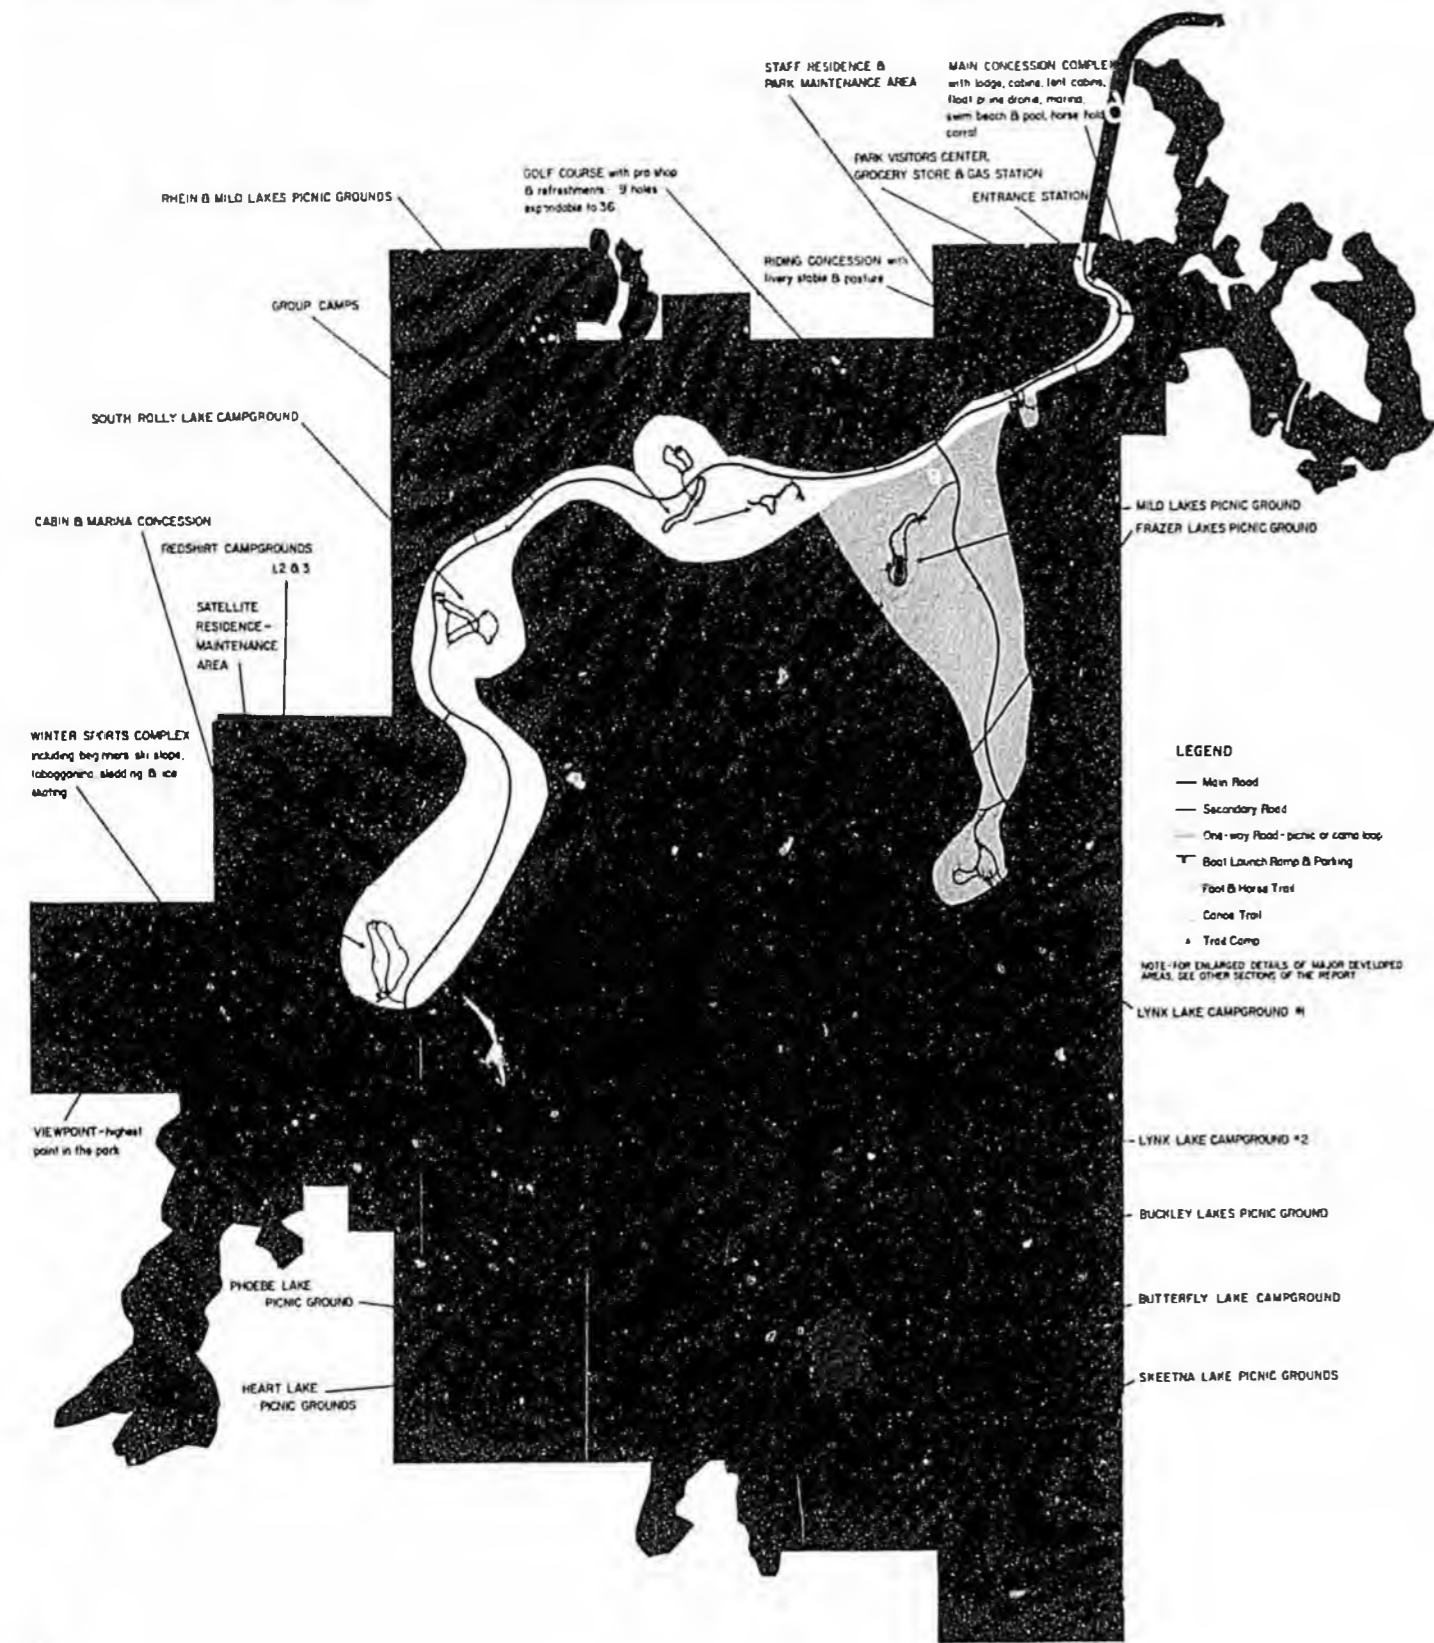 STAFF RESIDENCE &
PARK MAINTENANCE AREA
MAIN CONCESSION COMPLEX
with lodge, cabins, tent cabins,
marina,
swim beach & pool, horse hold
corral
PARK VISITORS CENTER,
GROCERY STORE & GAS STATION
ENTRANCE STATION
GOLF COURSE with pro shop
& refreshments - 9 holes
expandable to 36
RHEIN & MILO LAKES PICNIC GROUNDS
RIDING CONCESSION with
livery stable & pasture
GROUP CAMPS
SOUTH ROLLY LAKE CAMPGROUND
CABIN & MARINA CONCESSION
REDSHIRT CAMPGROUNDS
1,2 & 3
SATELLITE
RESIDENCE-
MAINTENANCE
AREA
WINTER SPORTS COMPLEX
including beginners ski slope,
tobogganing, sledding & ice
skating
VIEWPOINT-highest
point in the park
PHOEBE LAKE
PICNIC GROUND
HEART LAKE
PICNIC GROUNDS
MILO LAKES PICNIC GROUND
FRAZER LAKES PICNIC GROUND
LEGEND
Main Road
Secondary Road
One-way Road - picnic or camp loop
Boat Launch Ramp & Parking
Foot & Horse Trail
Canoe Trail
Trail Camp
NOTE-FOR ENLARGED DETAILS OF MAJOR DEVELOPED
AREAS, SEE OTHER SECTIONS OF THE REPORT
LYNX LAKE CAMPGROUND #1
LYNX LAKE CAMPGROUND #2
BUCKLEY LAKES PICNIC GROUND
BUTTERFLY LAKE CAMPGROUND
SKEETNA LAKE PICNIC GROUNDS